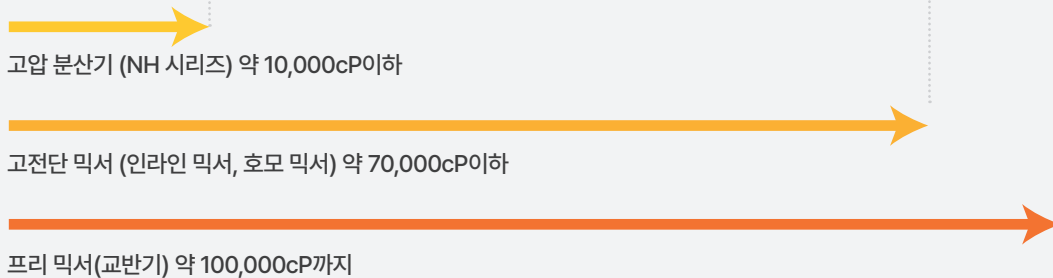 고압 분산기 (NH 시리즈) 약 10,000cP이하
고전단 믹서 (인라인 믹서, 호모 믹서) 약 70,000cP이하
프리 믹서(교반기) 약 100,000cP까지